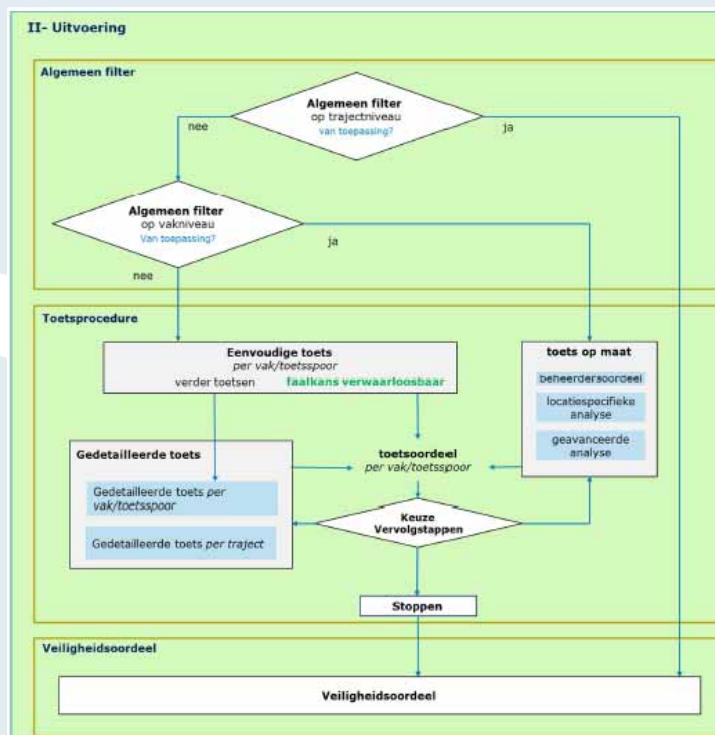 II- Uitvoering
Algemeen filter
Algemeen filter
op trajectniveau
van toepassing?
nee
ja
Algemeen filter
op vakniveau
Van toepassing?
ja
nee
Toetsprocedure
Eenvoudige toets
per vak/toetsspoor
verder toetsen
faalkans verwaarloosbaar
toets op maat
beheerdersoordeel
locatiespecifieke
analyse
geavanceerde
analyse
Gedetailleerde toets
Gedetailleerde toets per
vak/toetsspoor
Gedetailleerde toets per traject
toetsoordeel
per vak/toetsspoor
Keuze
Vervolgstappen
Stoppen
Veiligheidsoordeel
Veiligheidsoordeel